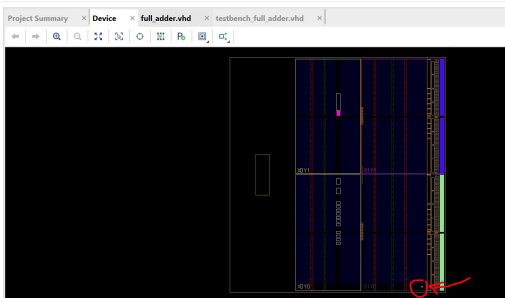 Project Summary × Device × full_adder.vhd × testbench_full_adder.vhd ×
X0Y1 X1Y1
X0Y0 X1Y0